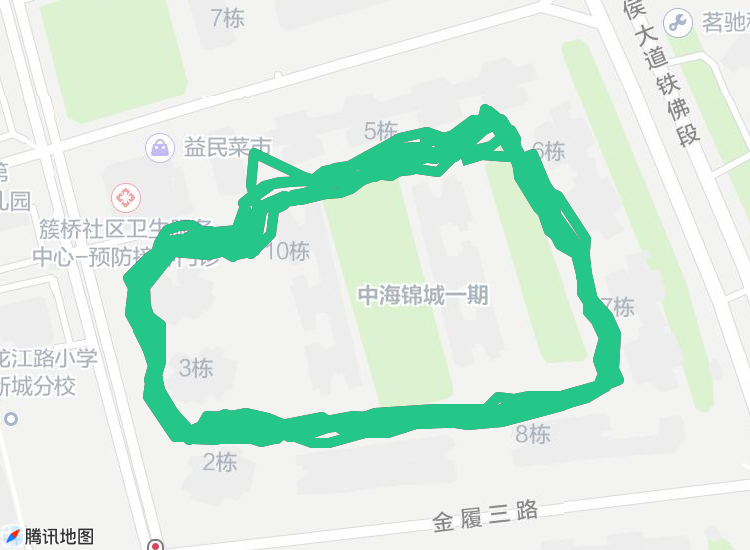 7栋
茗驰
侯大道铁佛段
益民菜市
5栋
6栋
第
儿园
簇桥社区卫生服务
中心-预防接种门诊
10栋
中海锦城一期
7栋
龙江路小学
新城分校
3栋
8栋
2栋
金履三路
腾讯地图